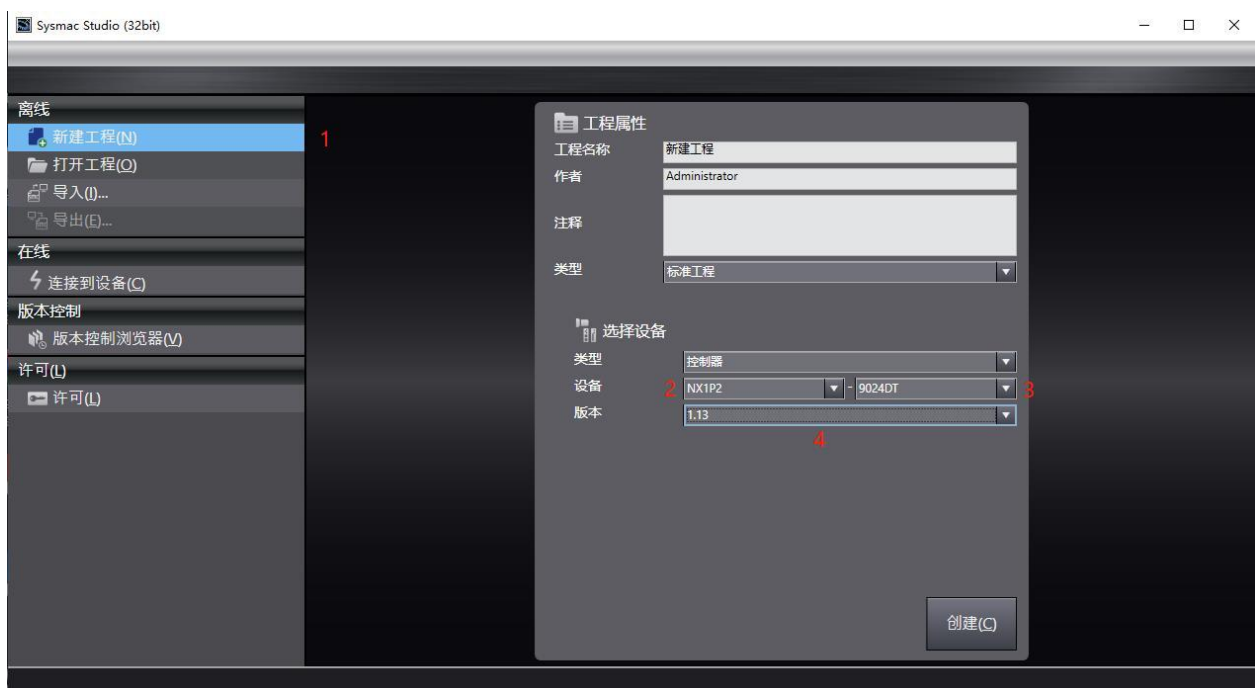 Sysmac Studio (32bit)
离线
新建工程(N)
1
打开工程(O)
导入(I)...
导出(E)...
在线
连接到设备(C)
版本控制
版本控制浏览器(V)
许可(L)
许可(L)
工程属性
工程名称 新建工程
作者 Administrator
注释
类型 标准工程
选择设备
类型 控制器
设备 2 NX1P2 - 9024DT 3
版本 1.13
4
创建(C)